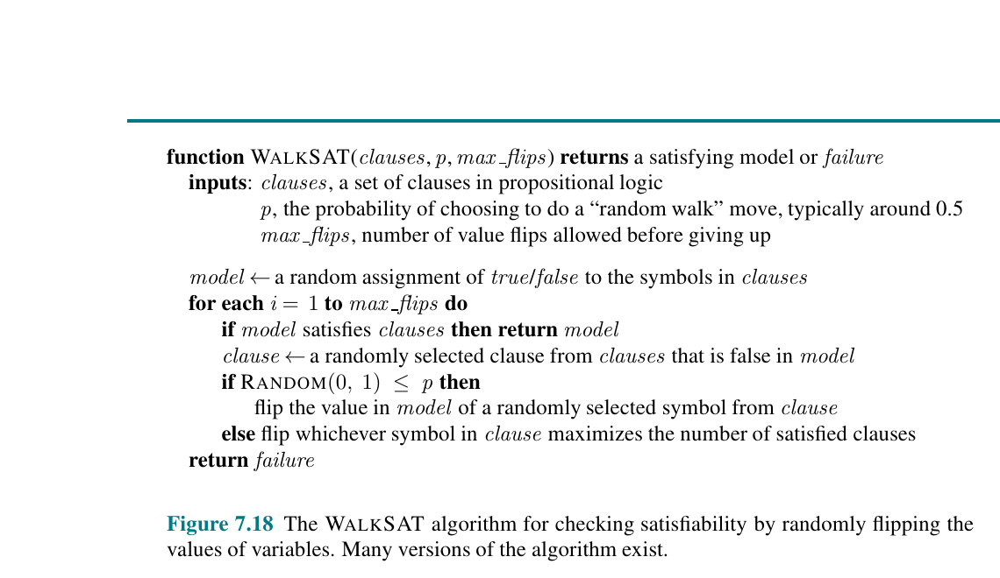 function WALKSAT(clauses, p, max_flips) returns a satisfying model or failure
inputs: clauses, a set of clauses in propositional logic
p, the probability of choosing to do a “random walk” move, typically around 0.5
max_flips, number of value flips allowed before giving up
model ← a random assignment of true/false to the symbols in clauses
for each i = 1 to max_flips do
if model satisfies clauses then return model
clause ← a randomly selected clause from clauses that is false in model
if RANDOM(0, 1) ≤ p then
flip the value in model of a randomly selected symbol from clause
else flip whichever symbol in clause maximizes the number of satisfied clauses
return failure
Figure 7.18 The WALKSAT algorithm for checking satisfiability by randomly flipping the
values of variables. Many versions of the algorithm exist.